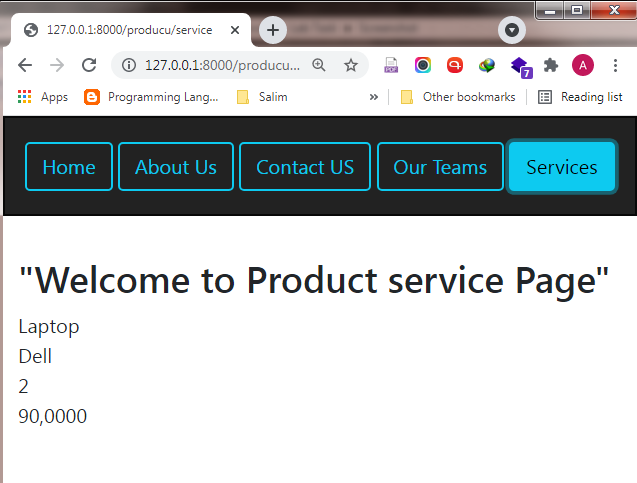 127.0.0.1:8000/producu/service
127.0.0.1:8000/producu...
PDF
7
A
Apps
Programming Lang...
Salim
»
Other bookmarks
Reading list
Home
About Us
Contact US
Our Teams
Services
"Welcome to Product service Page"
Laptop
Dell
2
90,0000